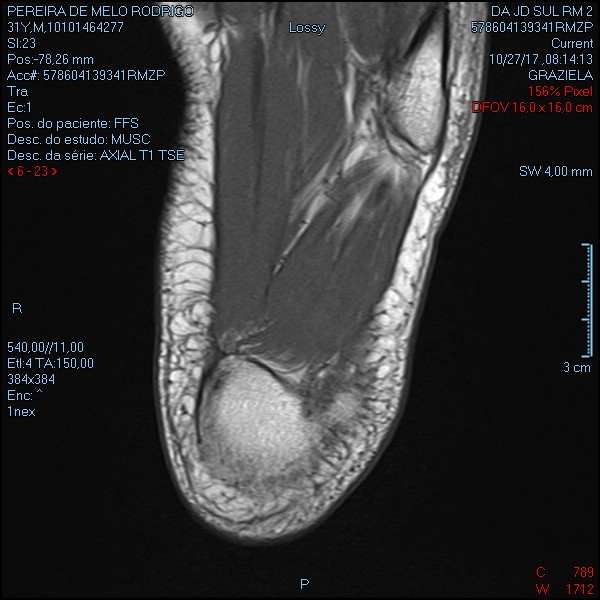 PEREIRA DE MELO RODRIGO
31Y,M,10101464277
Sl:23
Pos:-78,26 mm
Acc#: 578604139341RMZP
Tra
Ec:1
Pos. do paciente: FFS
Desc. do estudo: MUSC
Desc. da série: AXIAL T1 TSE
< 6 - 23 >
Lossy
DA JD SUL RM 2
578604139341RMZP
Current
10/27/17 ,08:14:13
GRAZIELA
156% Pixel
DFOV 16,0 x 16,0 cm
SW 4,00 mm
R
3 cm
540,00//11,00
Etl:4 TA:150,00
384x384
Enc: ^
1nex
P
C 789
W 1712